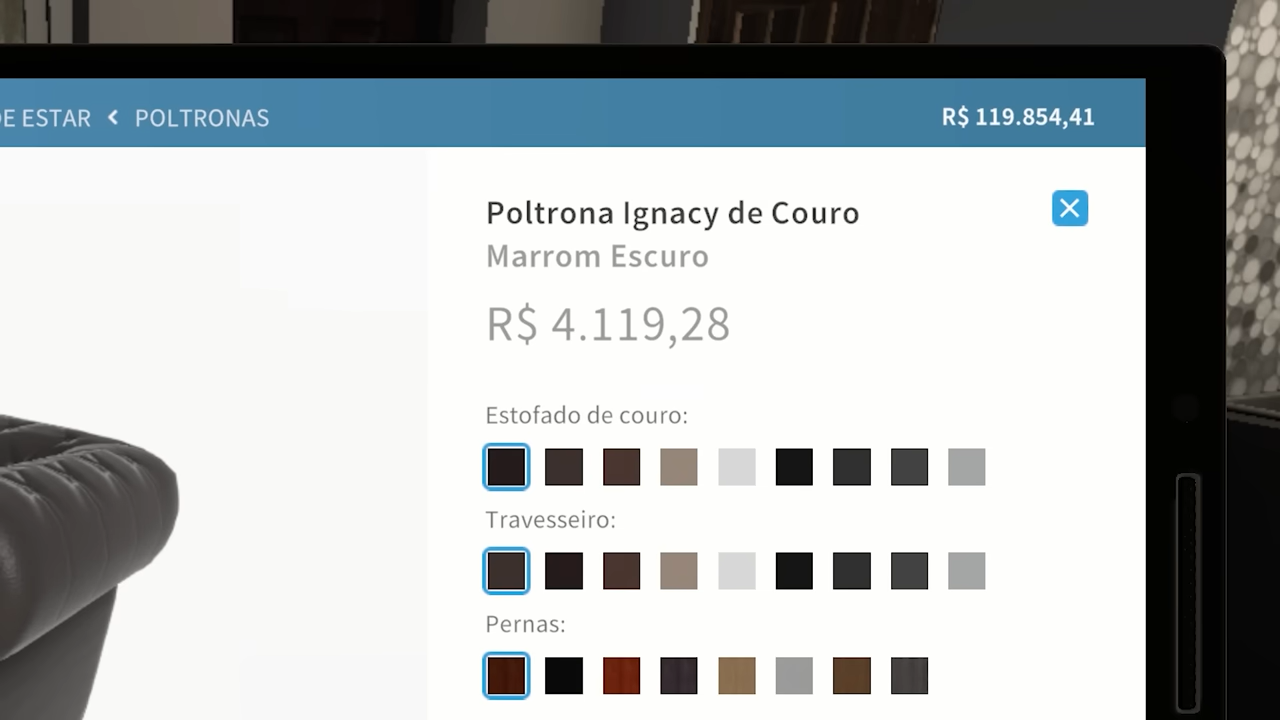 DE ESTAR < POLTRONAS
R$ 119.854,41
Poltrona Ignacy de Couro
Marrom Escuro
R$ 4.119,28
Estofado de couro:
Travesseiro:
Pernas: